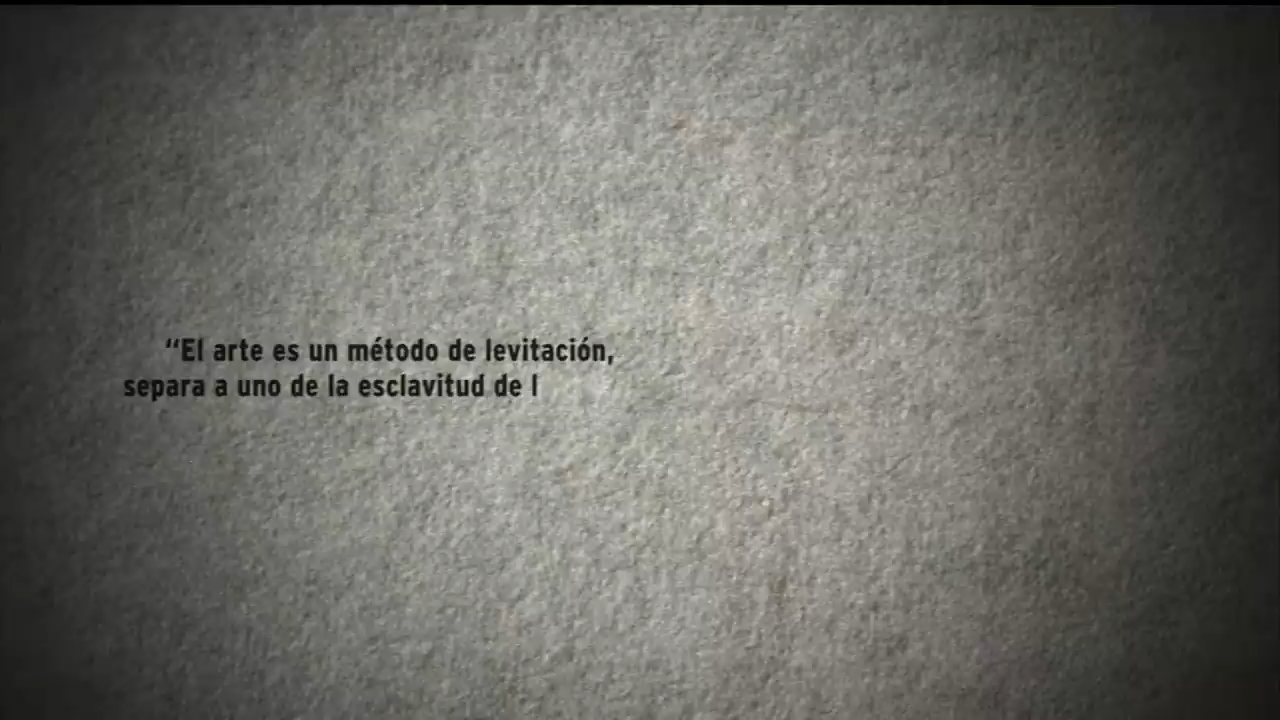 “El arte es un método de levitación,
separa a uno de la esclavitud de l